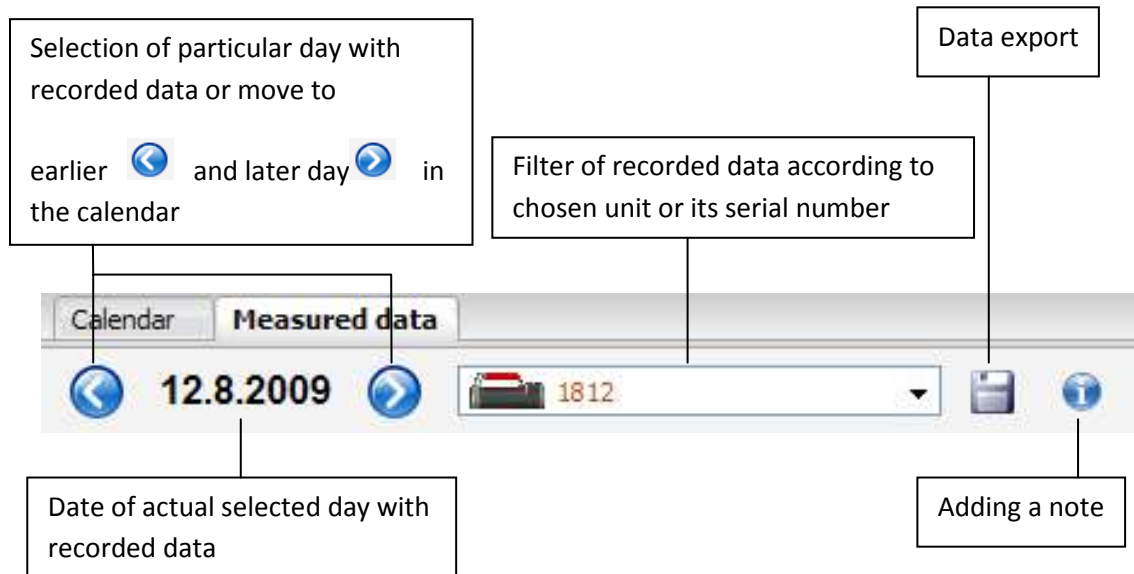 Selection of particular day with
recorded data or move to
earlier and later day in
the calendar
Data export
Filter of recorded data according to
chosen unit or its serial number
Calendar Measured data
12.8.2009 1812
Date of actual selected day with
recorded data
Adding a note